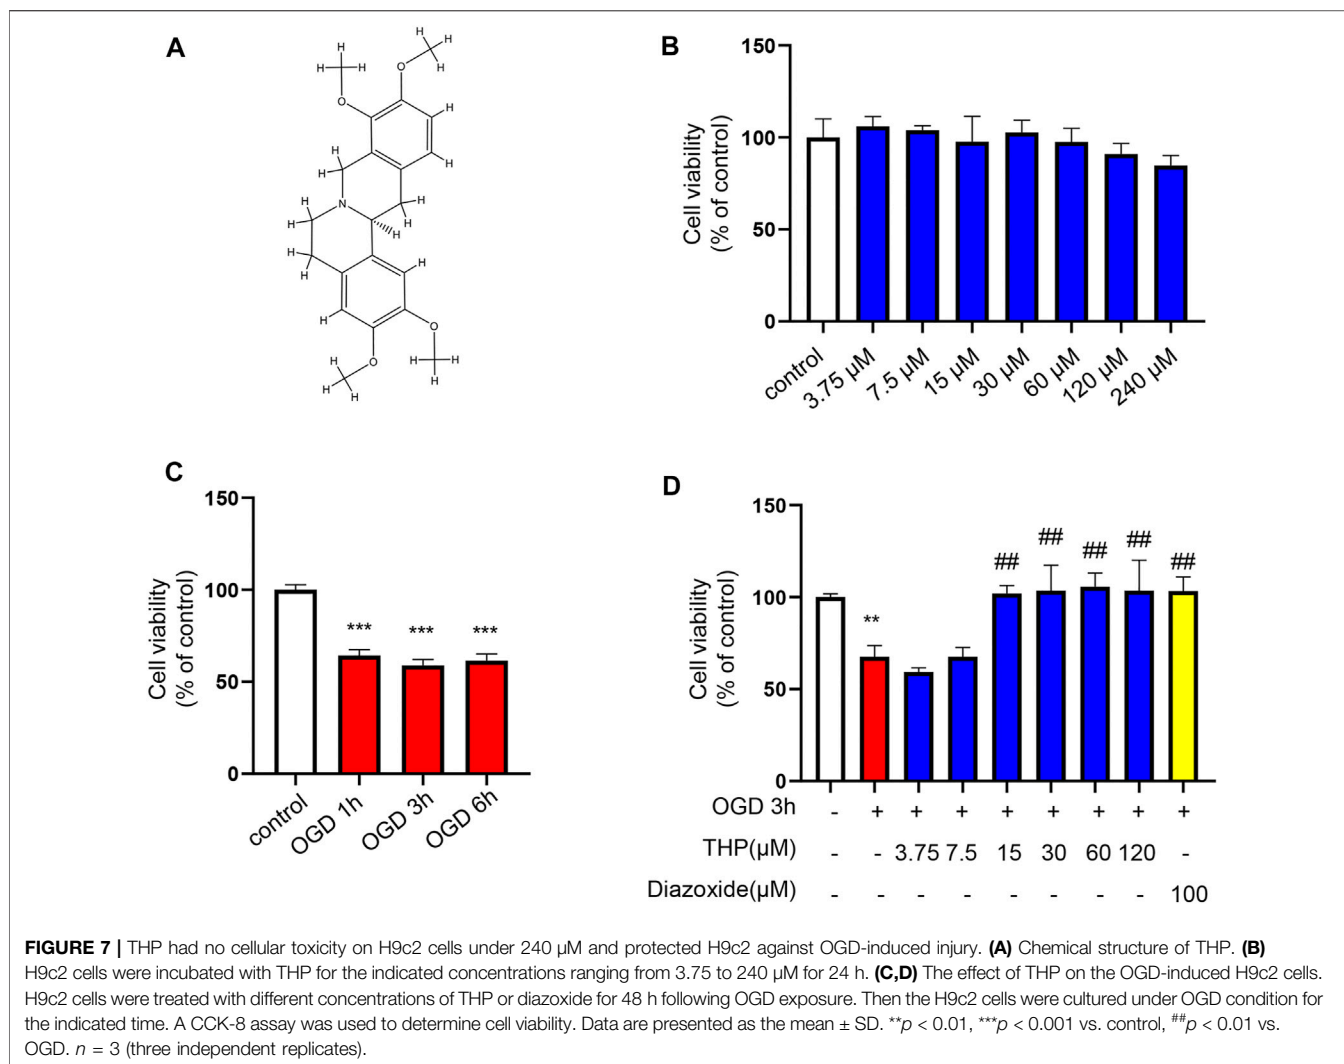 A
H
H
H
H
H
H
O
O
H
H
H
H
H
H
N
H
H
H
H
H
H
H
O
O
H
H
H
H
H
H
B
Cell viability
(% of control)
150
100
50
0
control
3.75 µM
7.5 µM
15 µM
30 µM
60 µM
120 µM
240 µM
C
Cell viability
(% of control)
150
100
50
0
***
***
***
control
OGD 1h
OGD 3h
OGD 6h
D
Cell viability
(% of control)
150
100
50
0
**
##
##
##
##
##
OGD 3h - + + + + + + + +
THP(µM) - - 3.75 7.5 15 30 60 120 -
Diazoxide(µM) - - - - - - - - 100
FIGURE 7 | THP had no cellular toxicity on H9c2 cells under 240 µM and protected H9c2 against OGD-induced injury. (A) Chemical structure of THP. (B)
H9c2 cells were incubated with THP for the indicated concentrations ranging from 3.75 to 240 µM for 24 h. (C,D) The effect of THP on the OGD-induced H9c2 cells.
H9c2 cells were treated with different concentrations of THP or diazoxide for 48 h following OGD exposure. Then the H9c2 cells were cultured under OGD condition for
the indicated time. A CCK-8 assay was used to determine cell viability. Data are presented as the mean ± SD. **p < 0.01, ***p < 0.001 vs. control, ##p < 0.01 vs.
OGD. n = 3 (three independent replicates).